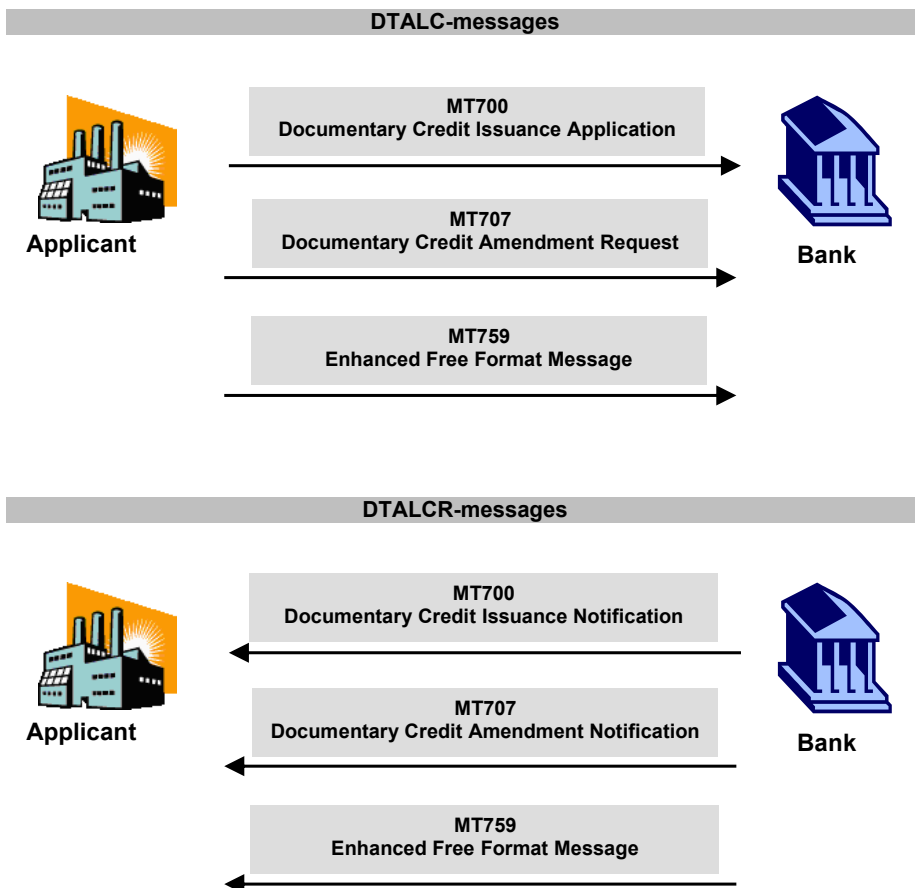 DTALC-messages
MT700
Documentary Credit Issuance Application
Applicant
MT707
Documentary Credit Amendment Request
Bank
MT759
Enhanced Free Format Message
DTALCR-messages
MT700
Documentary Credit Issuance Notification
Applicant
MT707
Documentary Credit Amendment Notification
Bank
MT759
Enhanced Free Format Message